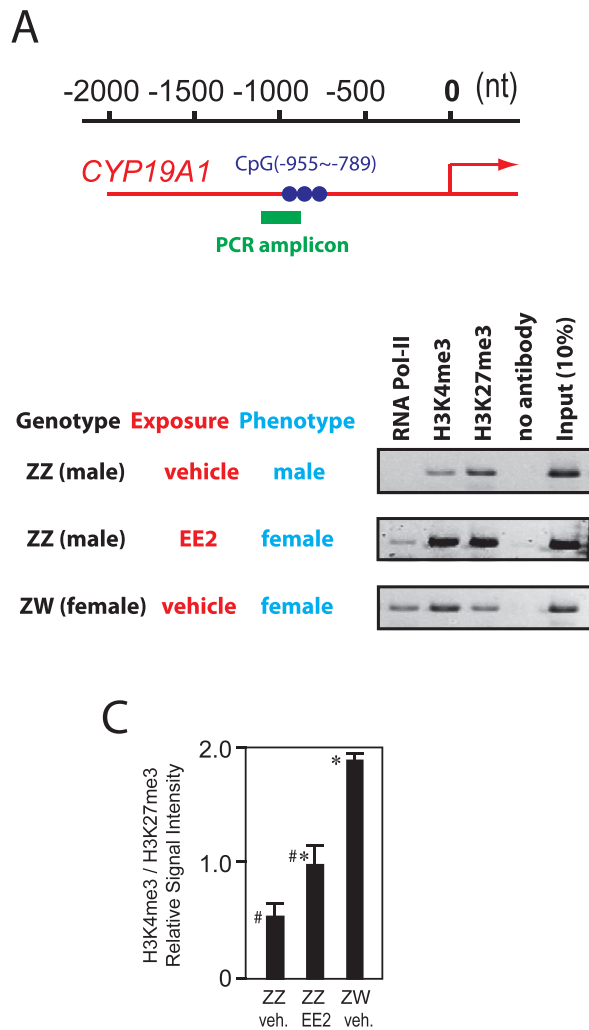 A
-2000 -1500 -1000 -500 0 (nt)
CYP19A1
CpG(-955~-789)
PCR amplicon
RNA Pol-II
H3K4me3
H3K27me3
no antibody
Input (10%)
Genotype Exposure Phenotype
ZZ (male) vehicle male
ZZ (male) EE2 female
ZW (female) vehicle female
C
H3K4me3 / H3K27me3
Relative Signal Intensity
2.0
1.0
0
#
#*
*
ZZ ZZ ZW
veh. EE2 veh.